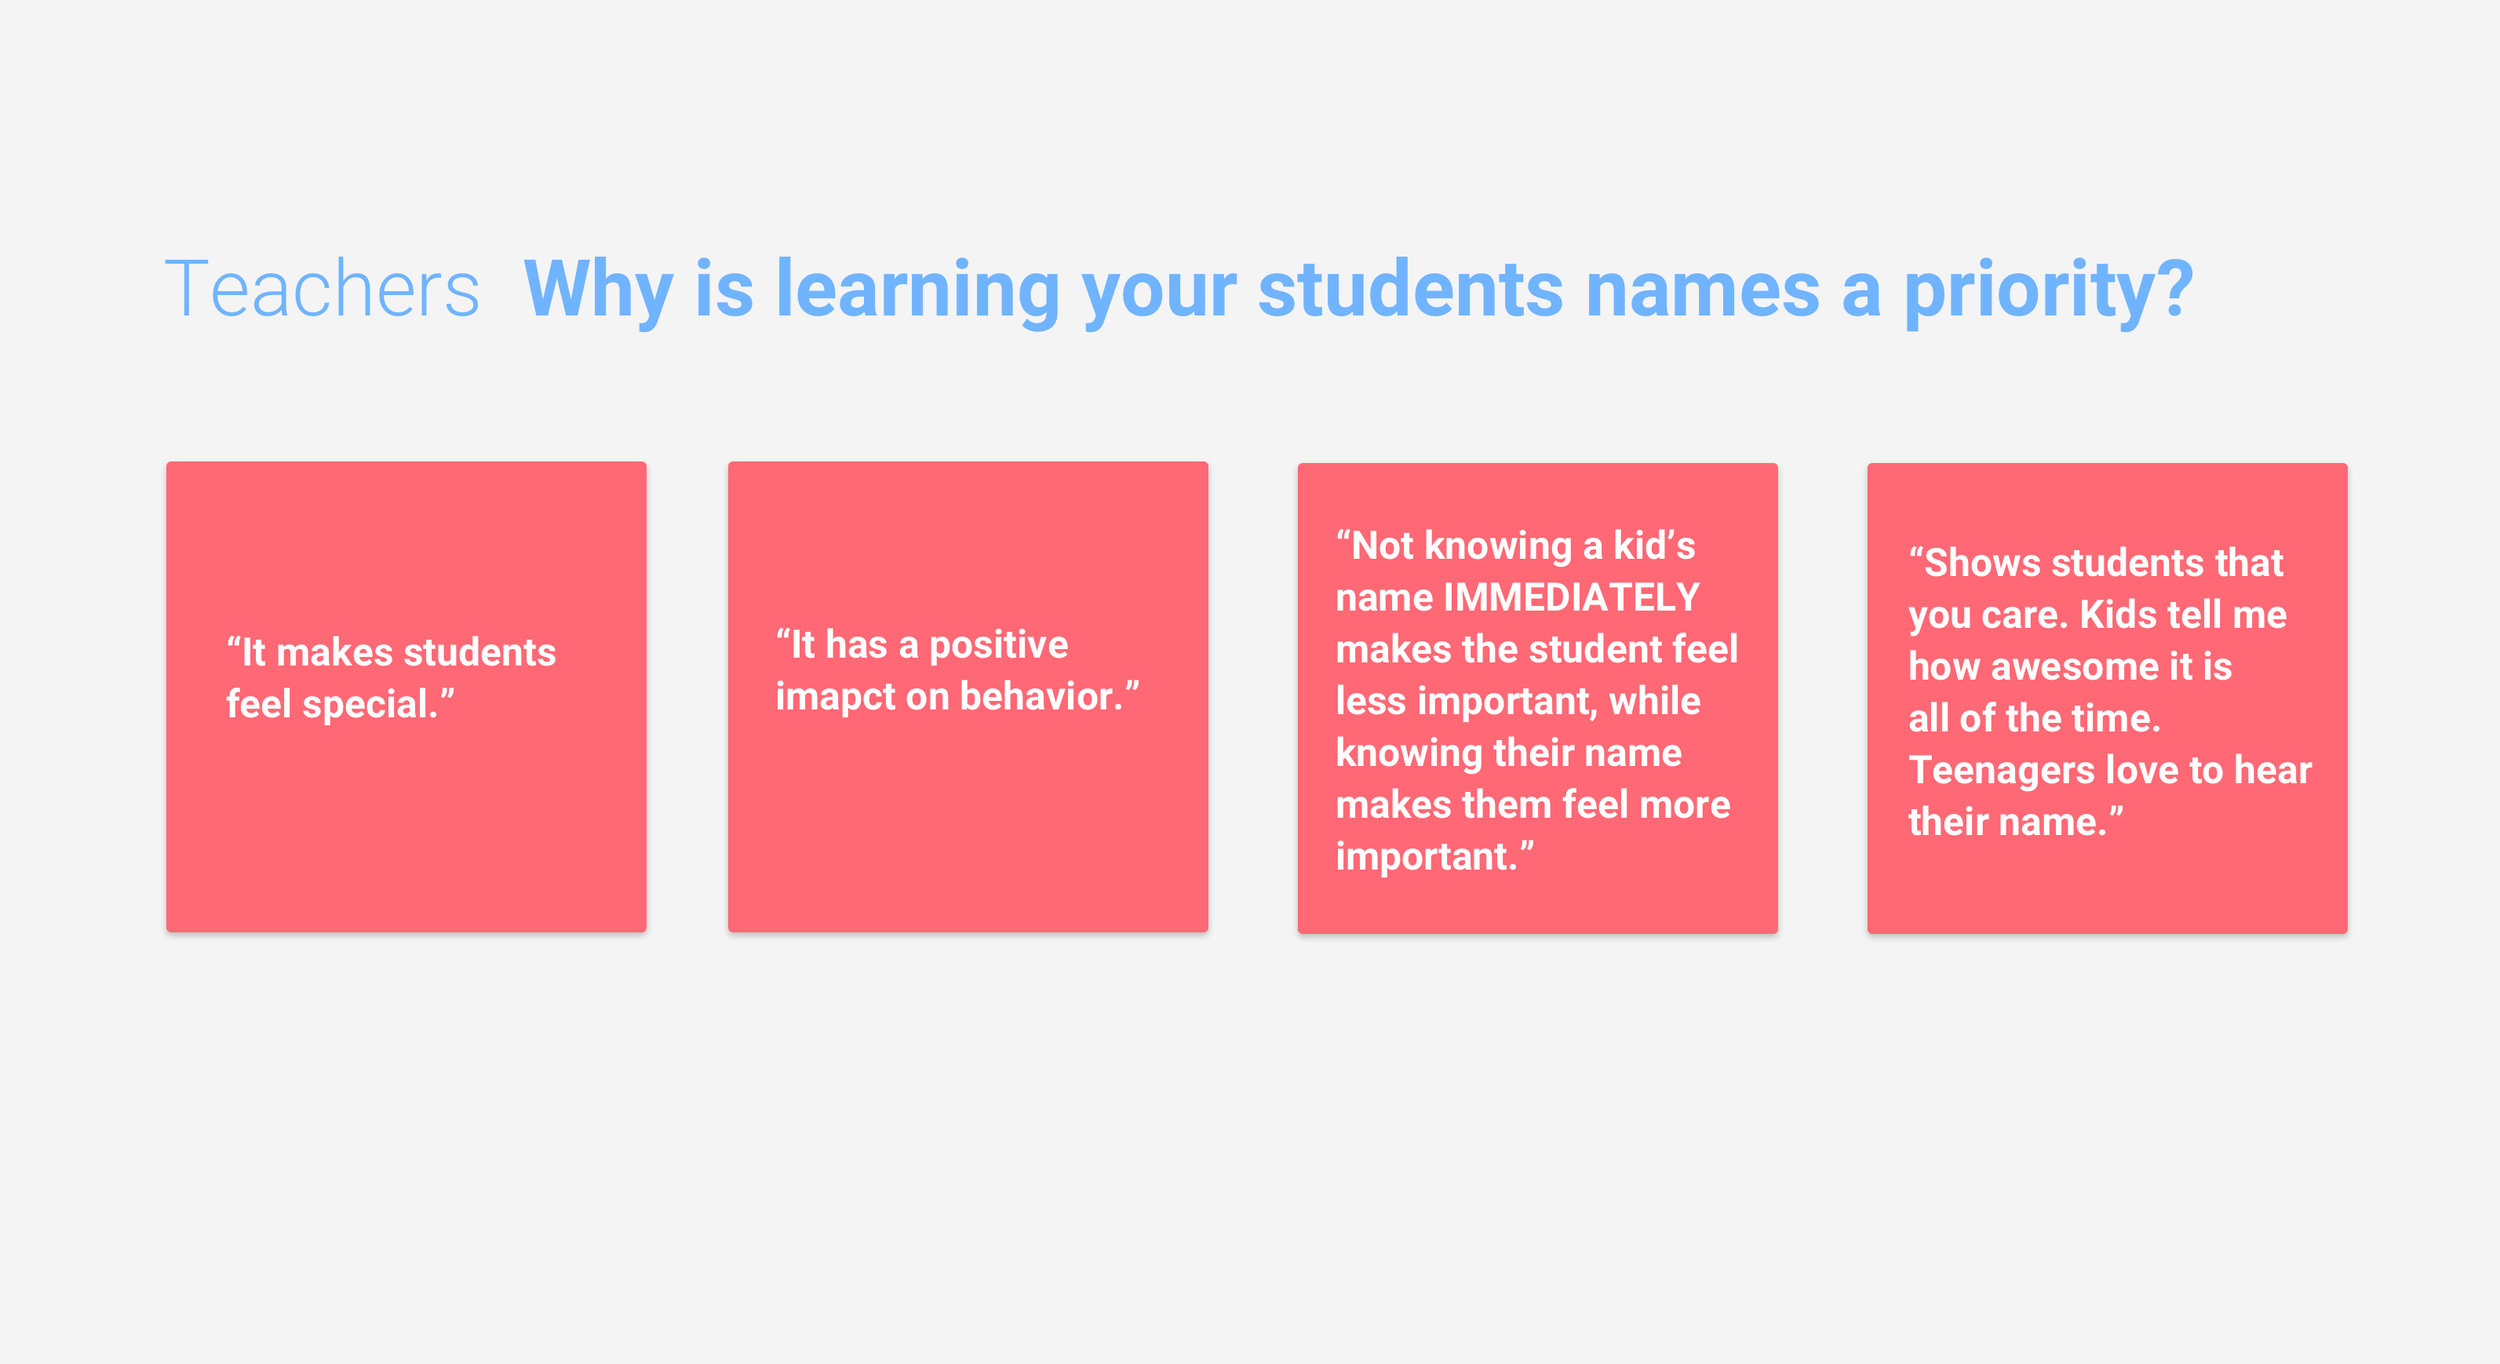 Teachers Why is learning your students names a priority?
“It makes students
feel special.”
“It has a positive
imapct on behavior.”
“Not knowing a kid’s
name IMMEDIATELY
makes the student feel
less important, while
knowing their name
makes them feel more
important.”
“Shows students that
you care. Kids tell me
how awesome it is
all of the time.
Teenagers love to hear
their name.”